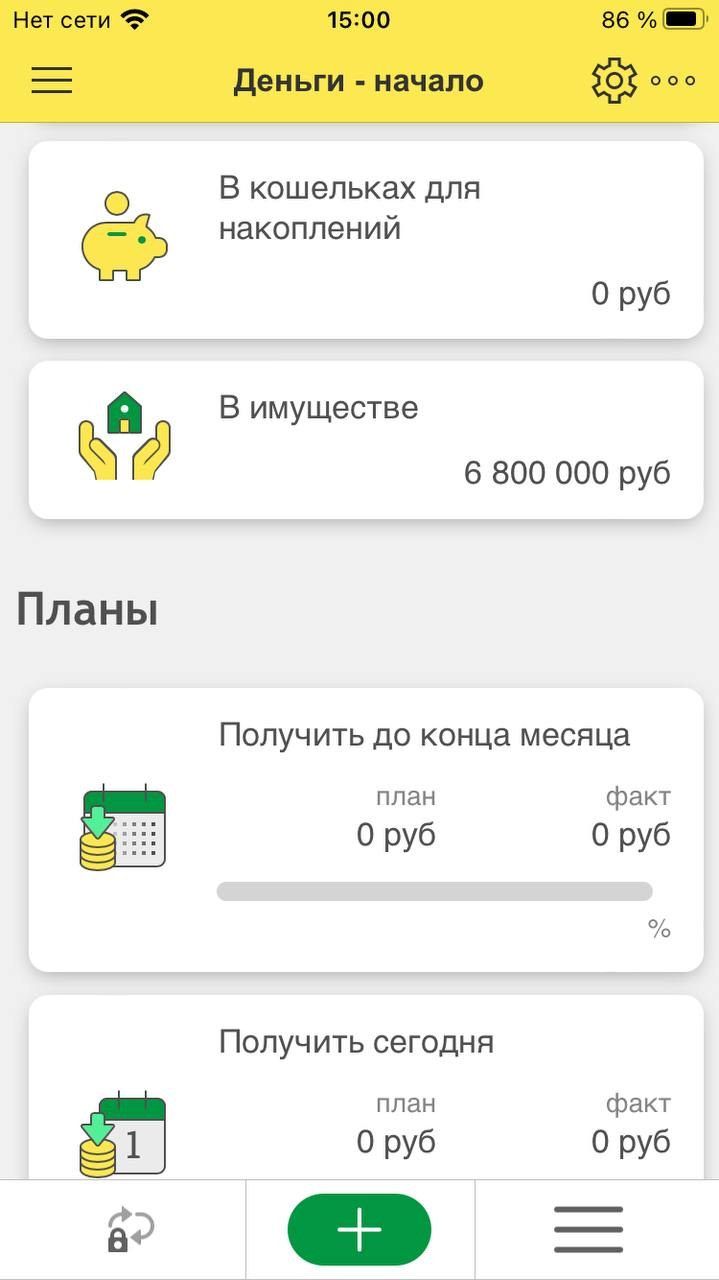 Нет сети 15:00 86 %
Деньги - начало
В кошельках для
накоплений
0 руб
В имуществе
6 800 000 руб
Планы
Получить до конца месяца
план факт
0 руб 0 руб
%
Получить сегодня
план факт
1 0 руб 0 руб